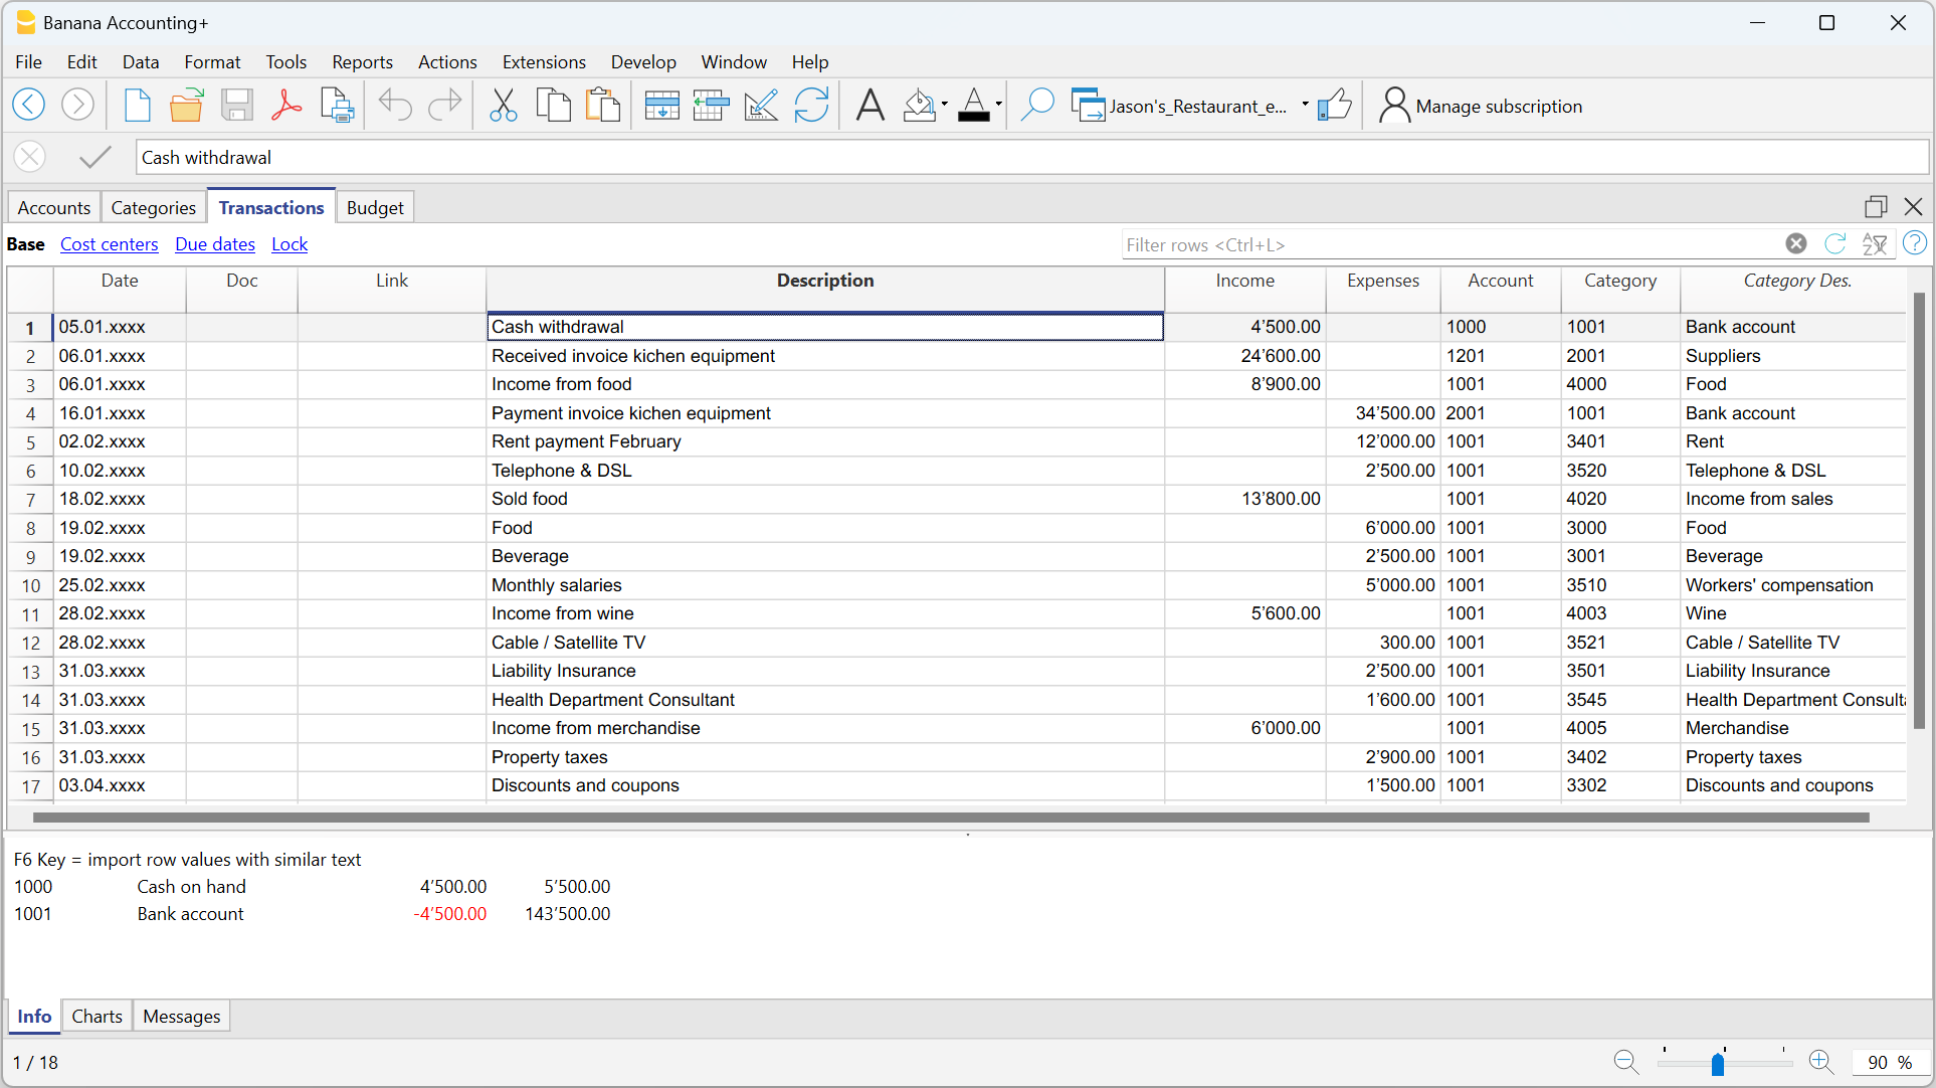 Banana Accounting+
File Edit Data Format Tools Reports Actions Extensions Develop Window Help
Jason's_Restaurant_e... Manage subscription
Cash withdrawal
Accounts Categories Transactions Budget
Base Cost centers Due dates Lock Filter rows <Ctrl+L>
Date Doc Link Description Income Expenses Account Category Category Des.
1 05.01.xxxx Cash withdrawal 4’500.00 1000 1001 Bank account
2 06.01.xxxx Received invoice kichen equipment 24’600.00 1201 2001 Suppliers
3 06.01.xxxx Income from food 8’900.00 1001 4000 Food
4 16.01.xxxx Payment invoice kichen equipment 34’500.00 2001 1001 Bank account
5 02.02.xxxx Rent payment February 12’000.00 1001 3401 Rent
6 10.02.xxxx Telephone & DSL 2’500.00 1001 3520 Telephone & DSL
7 18.02.xxxx Sold food 13’800.00 1001 4020 Income from sales
8 19.02.xxxx Food 6’000.00 1001 3000 Food
9 19.02.xxxx Beverage 2’500.00 1001 3001 Beverage
10 25.02.xxxx Monthly salaries 5’000.00 1001 3510 Workers' compensation
11 28.02.xxxx Income from wine 5’600.00 1001 4003 Wine
12 28.02.xxxx Cable / Satellite TV 300.00 1001 3521 Cable / Satellite TV
13 31.03.xxxx Liability Insurance 2’500.00 1001 3501 Liability Insurance
14 31.03.xxxx Health Department Consultant 1’600.00 1001 3545 Health Department Consulta
15 31.03.xxxx Income from merchandise 6’000.00 1001 4005 Merchandise
16 31.03.xxxx Property taxes 2’900.00 1001 3402 Property taxes
17 03.04.xxxx Discounts and coupons 1’500.00 1001 3302 Discounts and coupons
F6 Key = import row values with similar text
1000 Cash on hand 4’500.00 5’500.00
1001 Bank account -4’500.00 143’500.00
Info Charts Messages
1 / 18 90 %